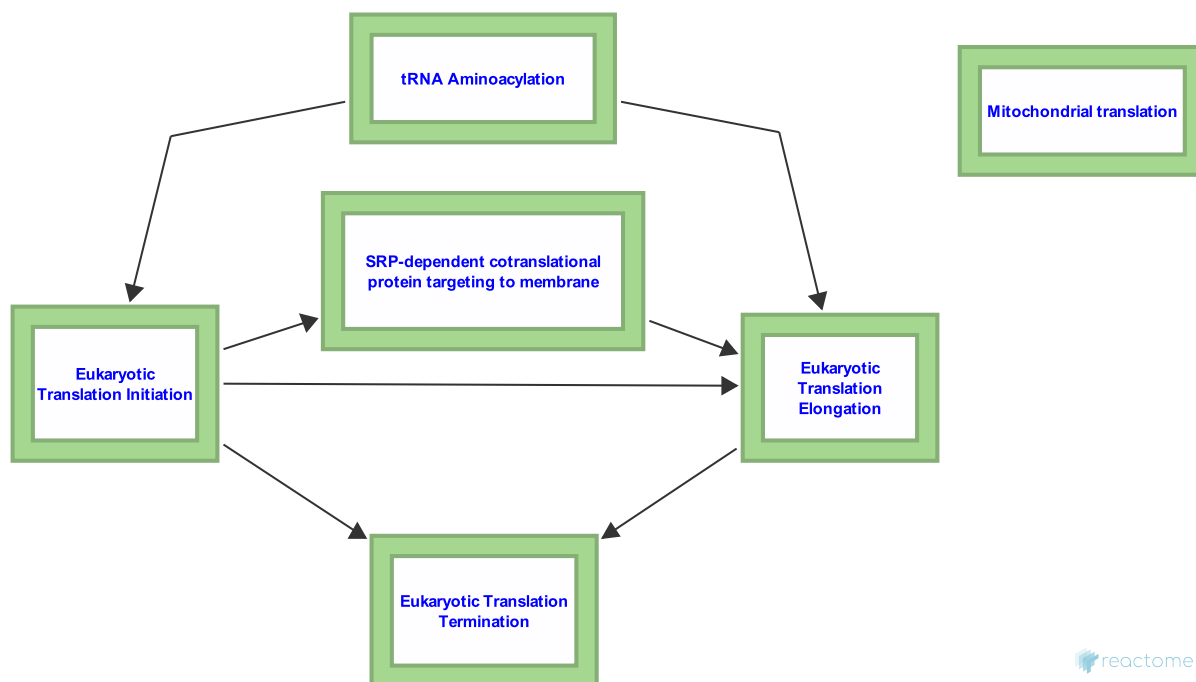 tRNA Aminoacylation
Mitochondrial translation
SRP-dependent cotranslational
protein targeting to membrane
Eukaryotic
Translation Initiation
Eukaryotic
Translation
Elongation
Eukaryotic Translation
Termination
reactome